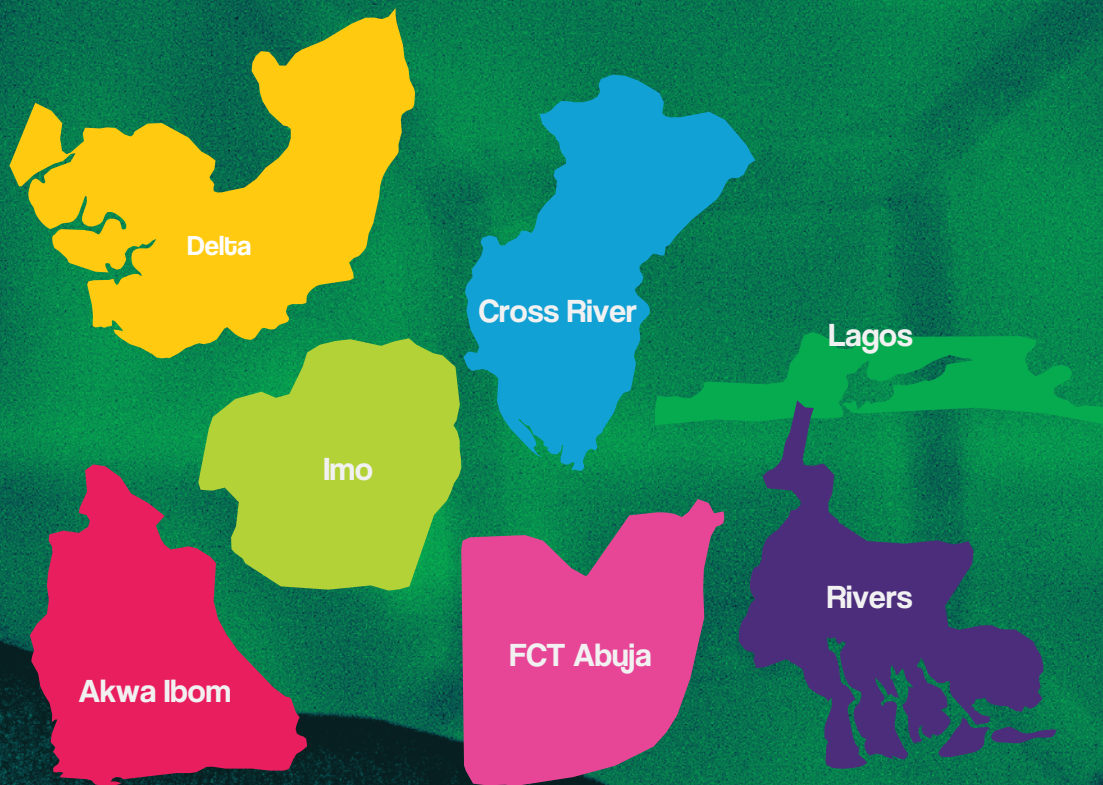 Delta
Cross River
Lagos
Imo
Rivers
FCT Abuja
Akwa Ibom